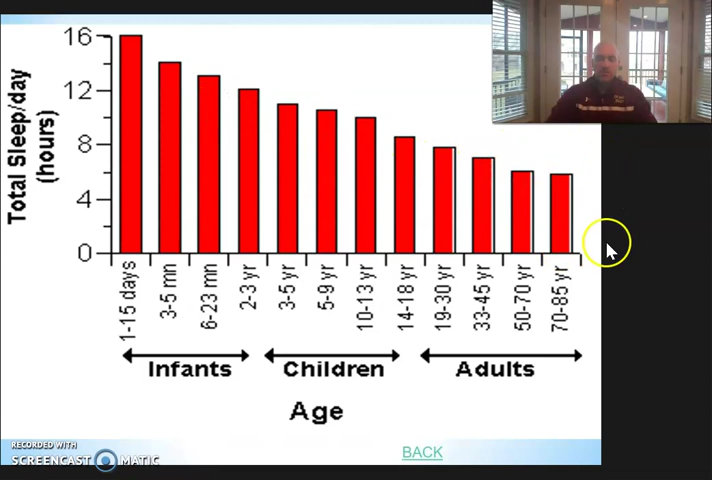 16
12
8
4
0
Total Sleep/day
(hours)
1-15 days
3-5 mn
6-23 mn
2-3 yr
3-5 yr
5-9 yr
10-13 yr
14-18 yr
19-30 yr
33-45 yr
50-70 yr
70-85 yr
Infants
Children
Adults
Age
RECORDED WITH
SCREENCAST MATIC
BACK